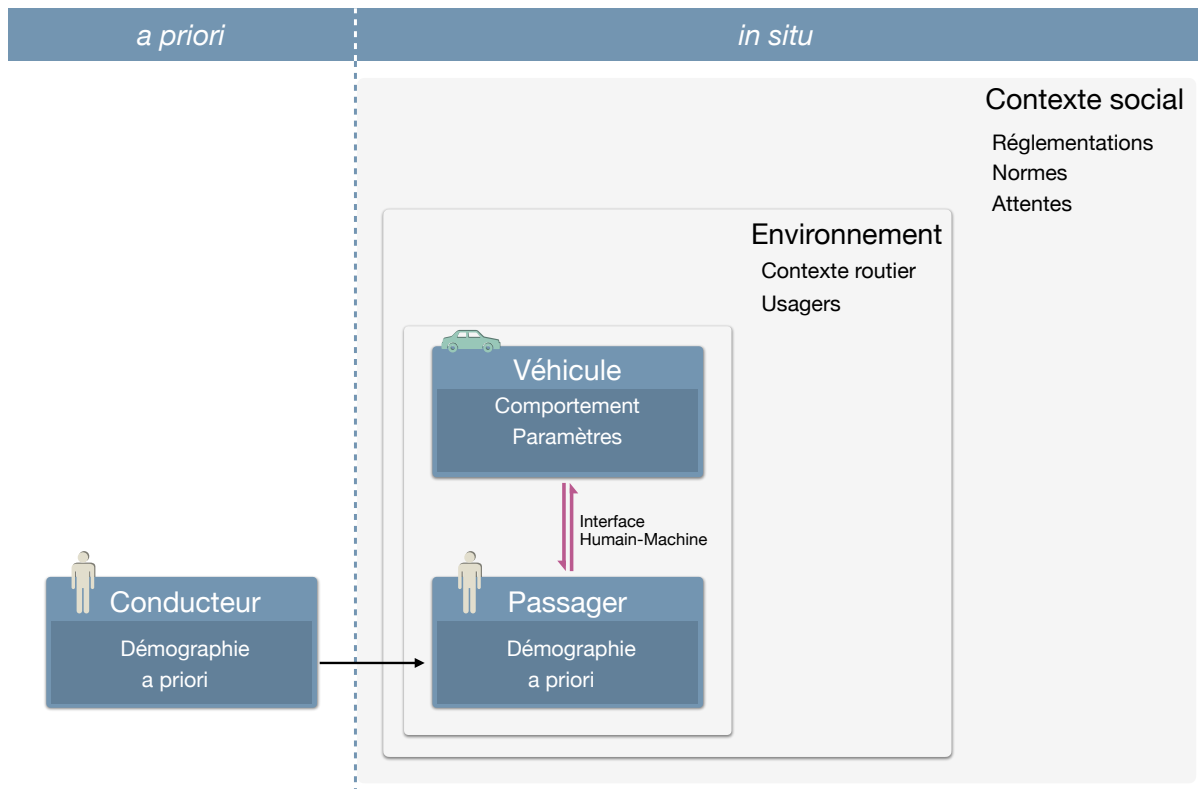 a priori
in situ
Contexte social
Réglementations
Normes
Attentes
Environnement
Contexte routier
Usagers
Véhicule
Comportement
Paramètres
Interface
Humain-Machine
Conducteur
Démographie
a priori
Passager
Démographie
a priori